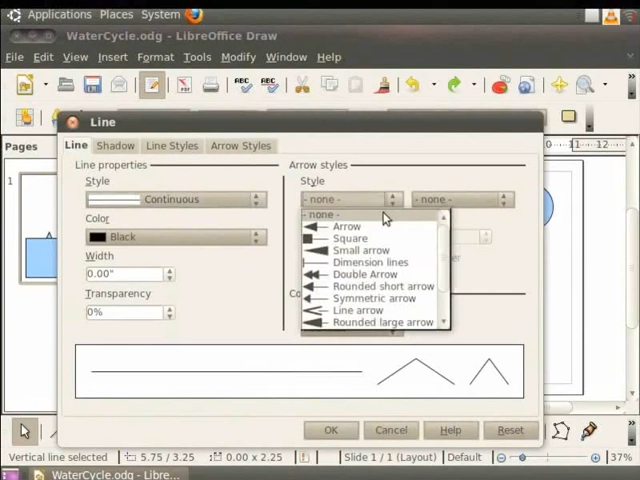 Applications Places System
WaterCycle.odg - LibreOffice Draw
File Edit View Insert Format Tools Modify Window Help
ABC ABC
Pages
1
Line
Line Shadow Line Styles Arrow Styles
Line properties
Style
Continuous
Color
Black
Width
0.00"
Transparency
0%
Arrow styles
Style
- none - - none -
- none -
Arrow
Square
Small arrow
Dimension lines
Double Arrow
Rounded short arrow
Symmetric arrow
Line arrow
Rounded large arrow
OK Cancel Help Reset
Vertical line selected 5.75 / 3.25 0.00 x 2.25 Slide 1 / 1 (Layout) Default 37%
WaterCycle.odg - Libre...